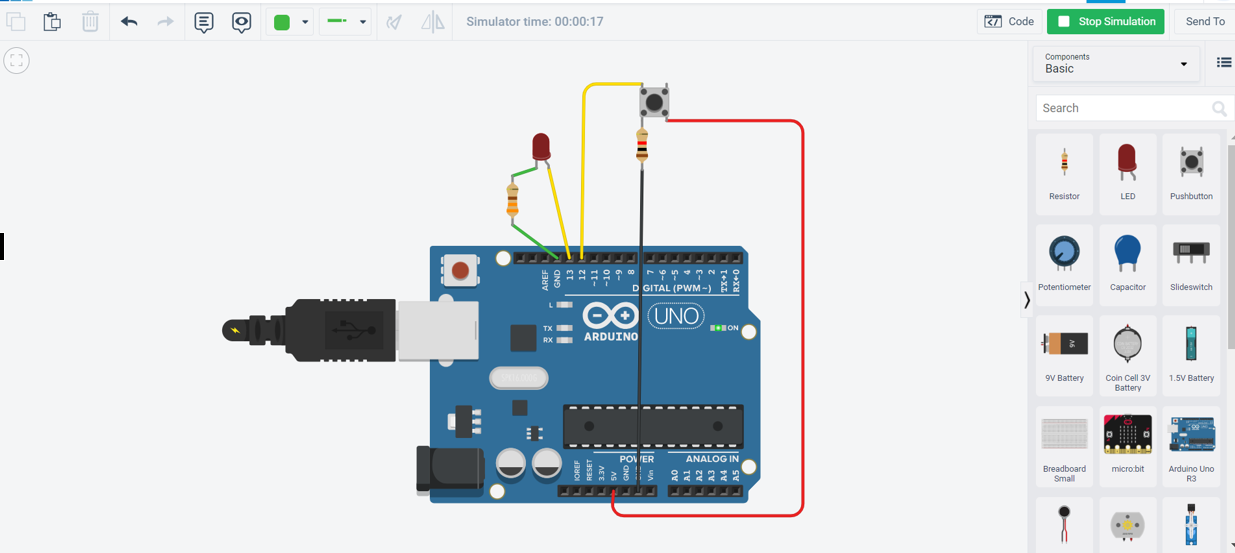 Simulator time: 00:00:17
Code
Stop Simulation
Send To
Components
Basic
Search
Resistor
LED
Pushbutton
Potentiometer
Capacitor
Slideswitch
9V
9V Battery
Coin Cell 3V
Battery
1.5V Battery
Breadboard
Small
micro:bit
Arduino Uno
R3
AREF
GND
13
12
~11
~10
~9
8
7
~6
~5
4
~3
2
TX→1
RX←0
DIGITAL (PWM~)
L
TX
RX
UNO
ARDUINO
ON
POWER
ANALOG IN
IOREF
RESET
3.3V
5V
GND
Vin
A0
A1
A2
A3
A4
A5